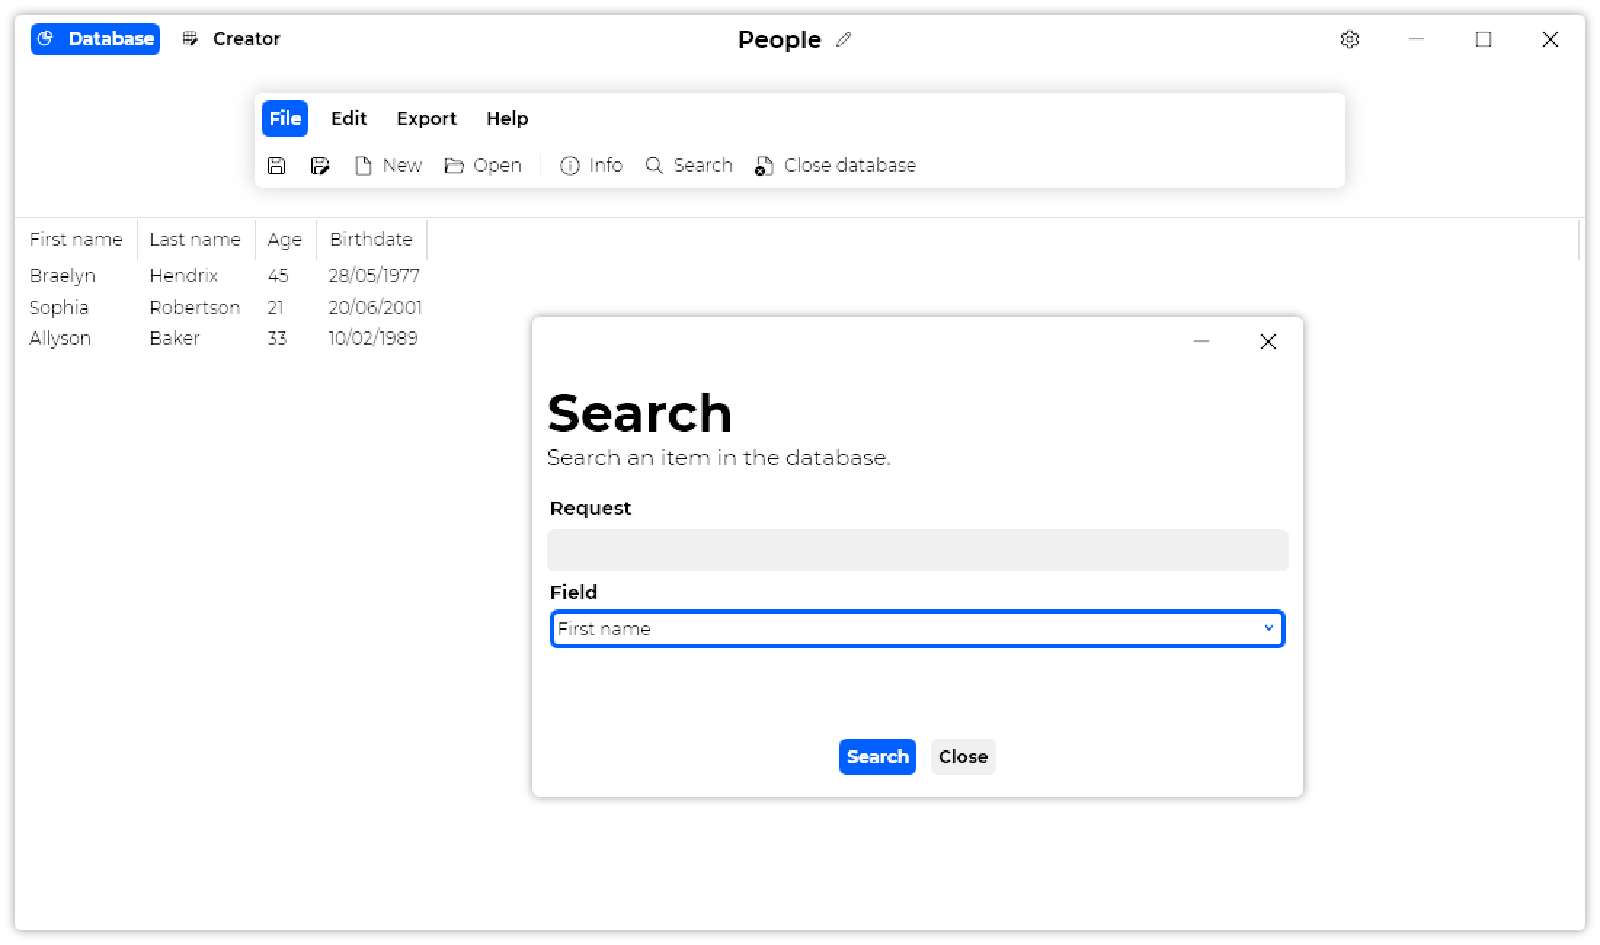 Database Creator People
File Edit Export Help
New Open Info Search Close database
First name Last name Age Birthdate
Braelyn Hendrix 45 28/05/1977
Sophia Robertson 21 20/06/2001
Allyson Baker 33 10/02/1989
Search
Search an item in the database.
Request
Field
First name
Search Close